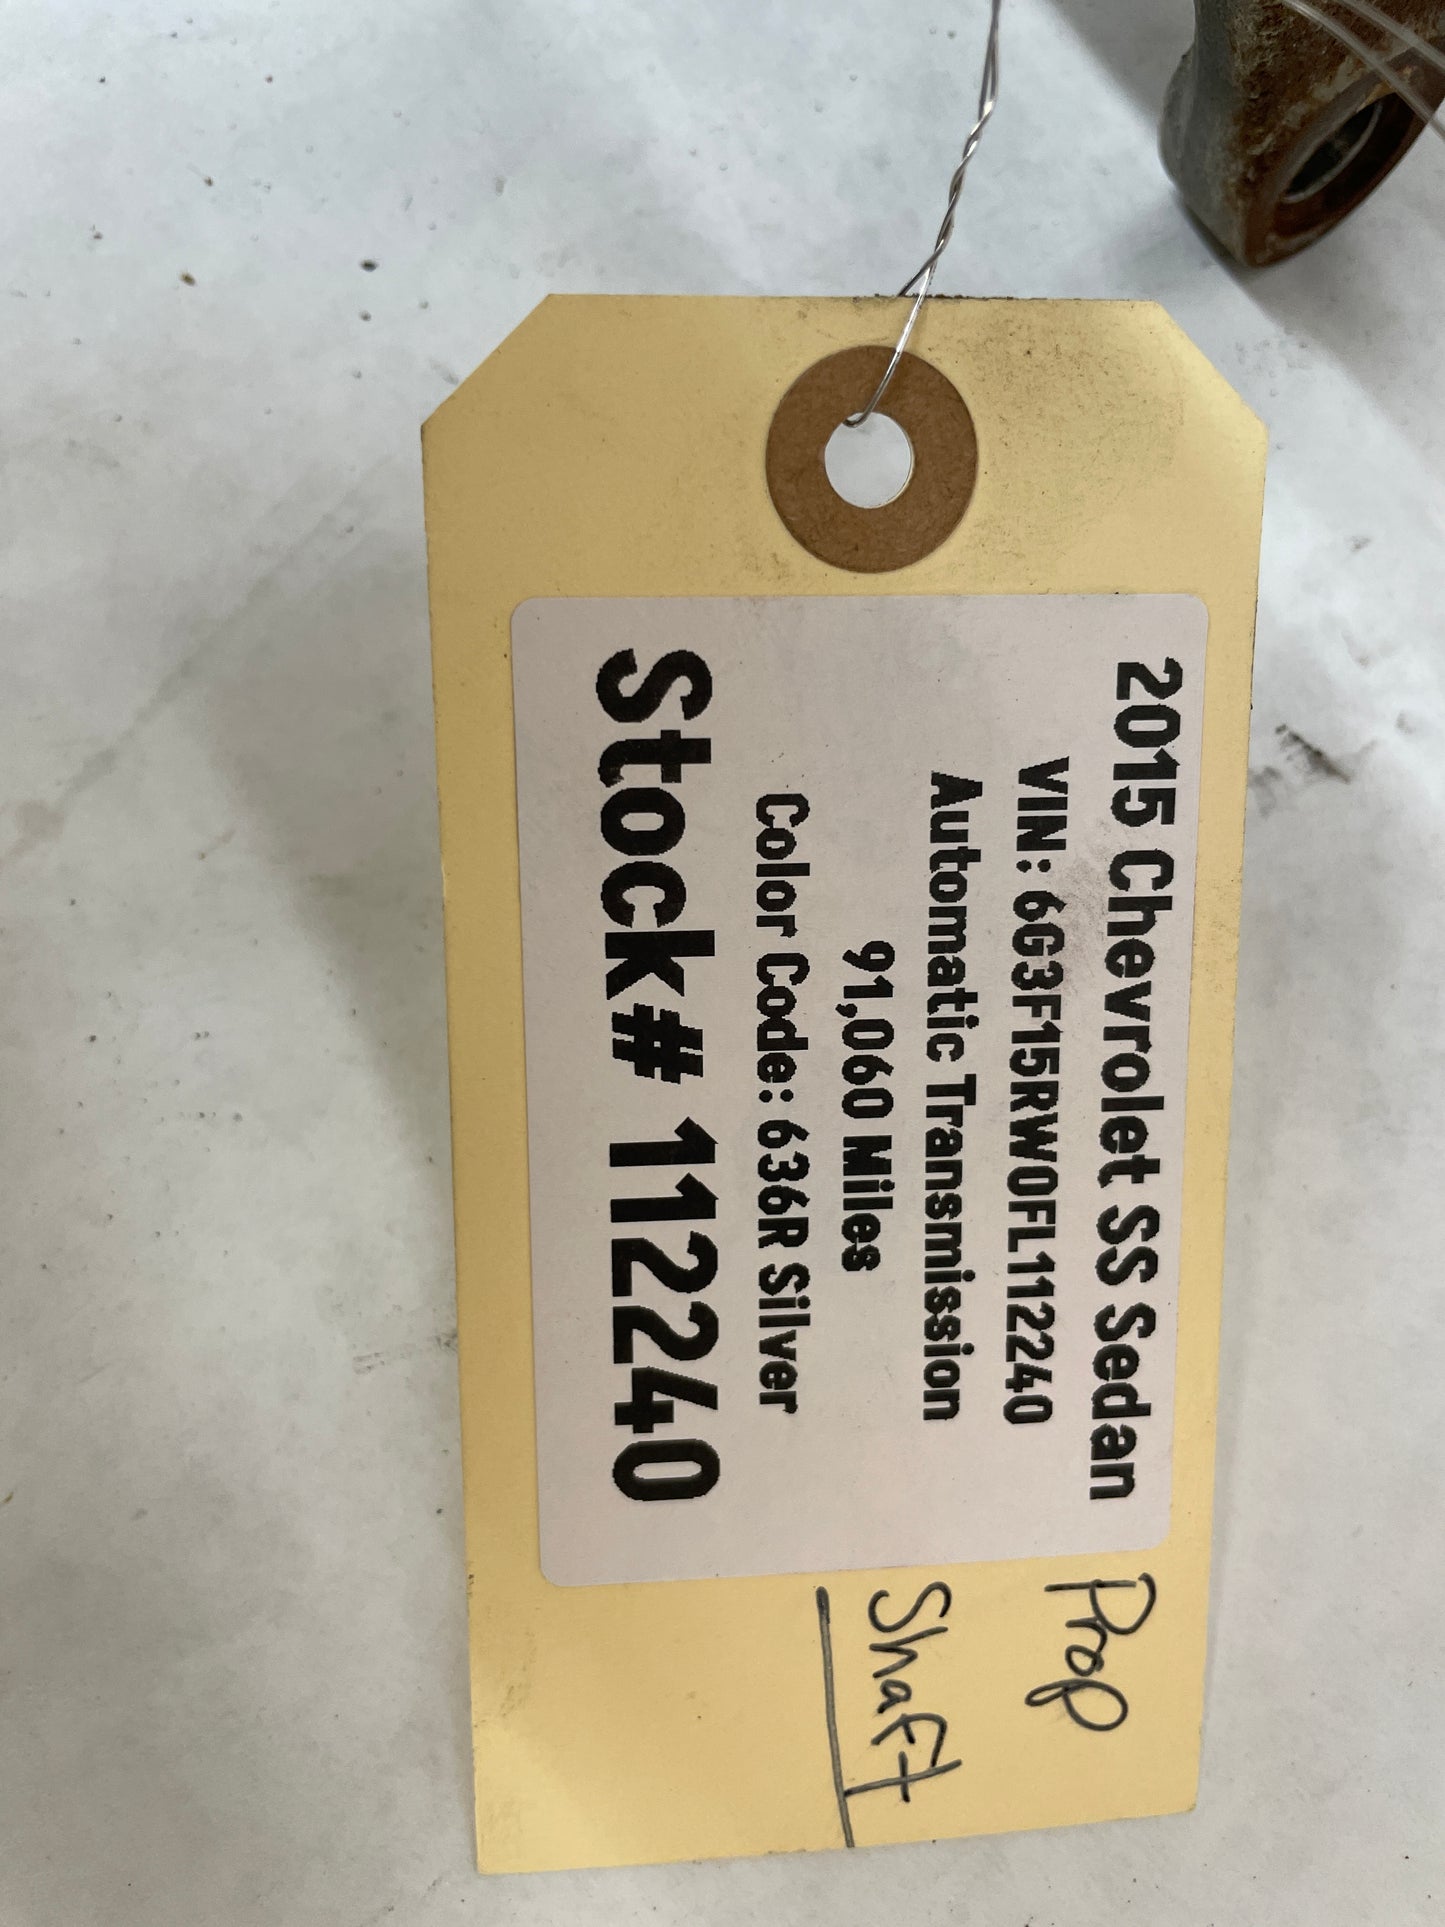 2015 Chevrolet SS Sedan
VIN: 6G3F15RW0FL112240
Automatic Transmission
91,060 Miles
Color Code: 636R Silver
Stock# 112240
Prop
Shaft